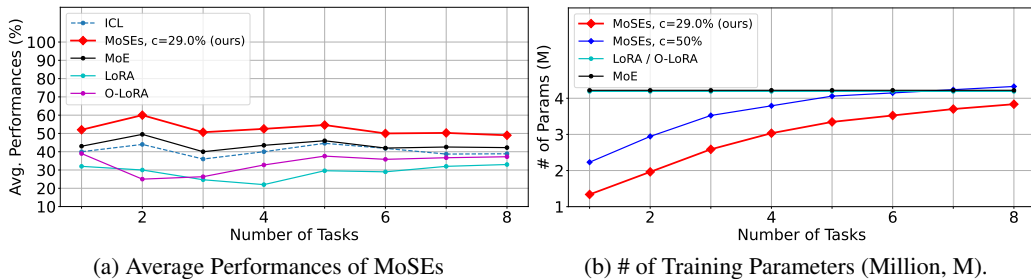 ICL
MoSEs, c=29.0% (ours)
MoE
LoRA
O-LoRA
Avg. Performances (%)
100
90
80
70
60
50
40
30
20
10
2
4
6
8
Number of Tasks
(a) Average Performances of MoSEs
MoSEs, c=29.0% (ours)
MoSEs, c=50%
LoRA / O-LoRA
MoE
# of Params (M)
4
3
2
1
2
4
6
8
Number of Tasks
(b) # of Training Parameters (Million, M).